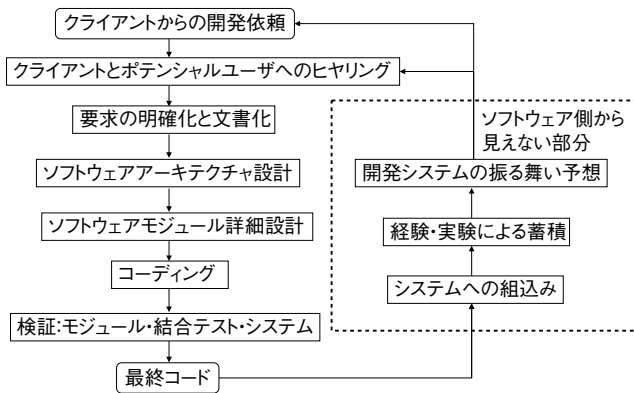 クライアントからの開発依頼
クライアントとポテンシャルユーザへのヒヤリング
要求の明確化と文書化
ソフトウェアアーキテクチャ設計
ソフトウェアモジュール詳細設計
コーディング
検証:モジュール・結合テスト・システム
最終コード
ソフトウェア側から
見えない部分
開発システムの振る舞い予想
経験・実験による蓄積
システムへの組込み